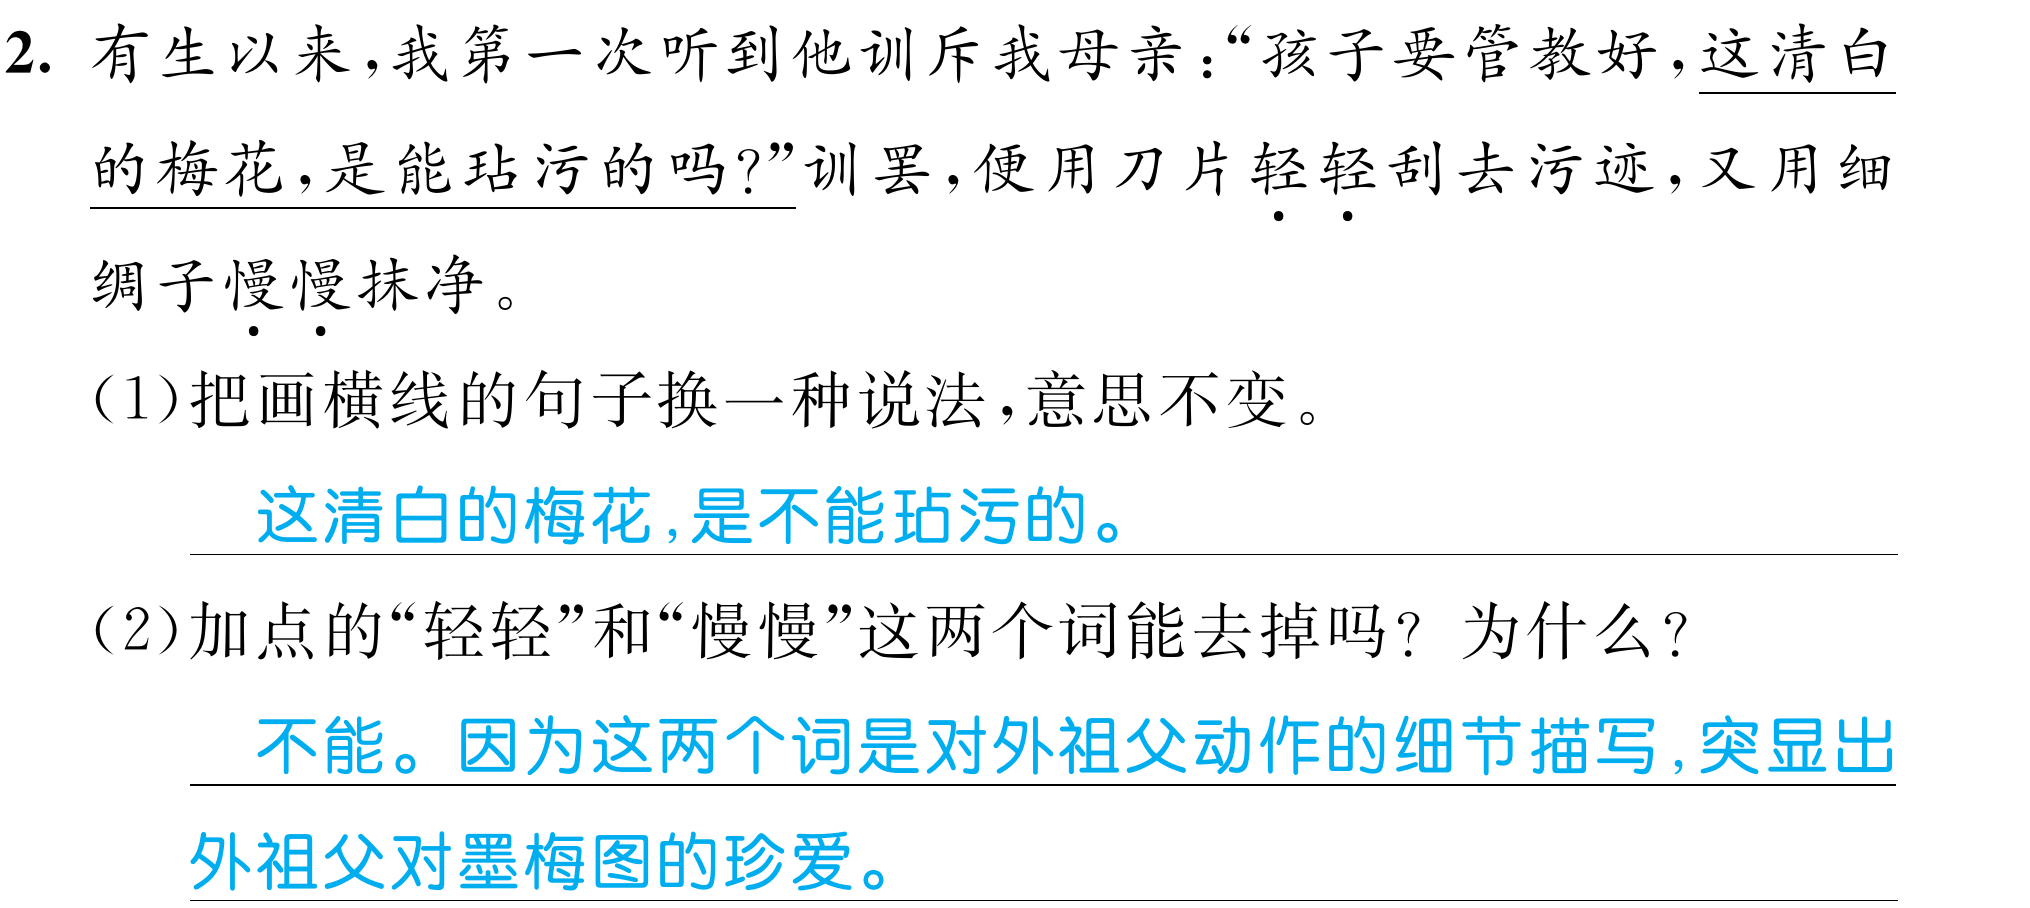 2. 有生以来,我第一次听到他训斥我母亲:“孩子要管教好,这清白
的梅花,是能玷污的吗?”训罢,便用刀片轻轻刮去污迹,又用细
绸子慢慢抹净。
(1)把画横线的句子换一种说法,意思不变。
这清白的梅花,是不能玷污的。
(2)加点的“轻轻”和“慢慢”这两个词能去掉吗? 为什么?
不能。因为这两个词是对外祖父动作的细节描写,突显出
外祖父对墨梅图的珍爱。